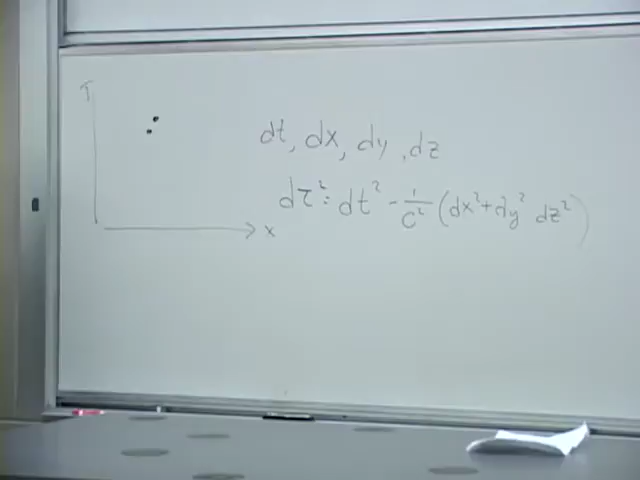 T
dt, dx, dy, dz
dτ² : dt² - 1/c² (dx² + dy² dz²)
x